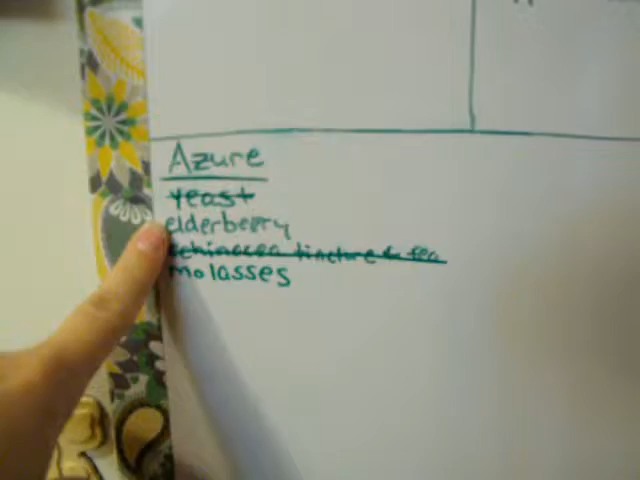 Azure
yeast
elderberry
echinacea tincture & tea
molasses